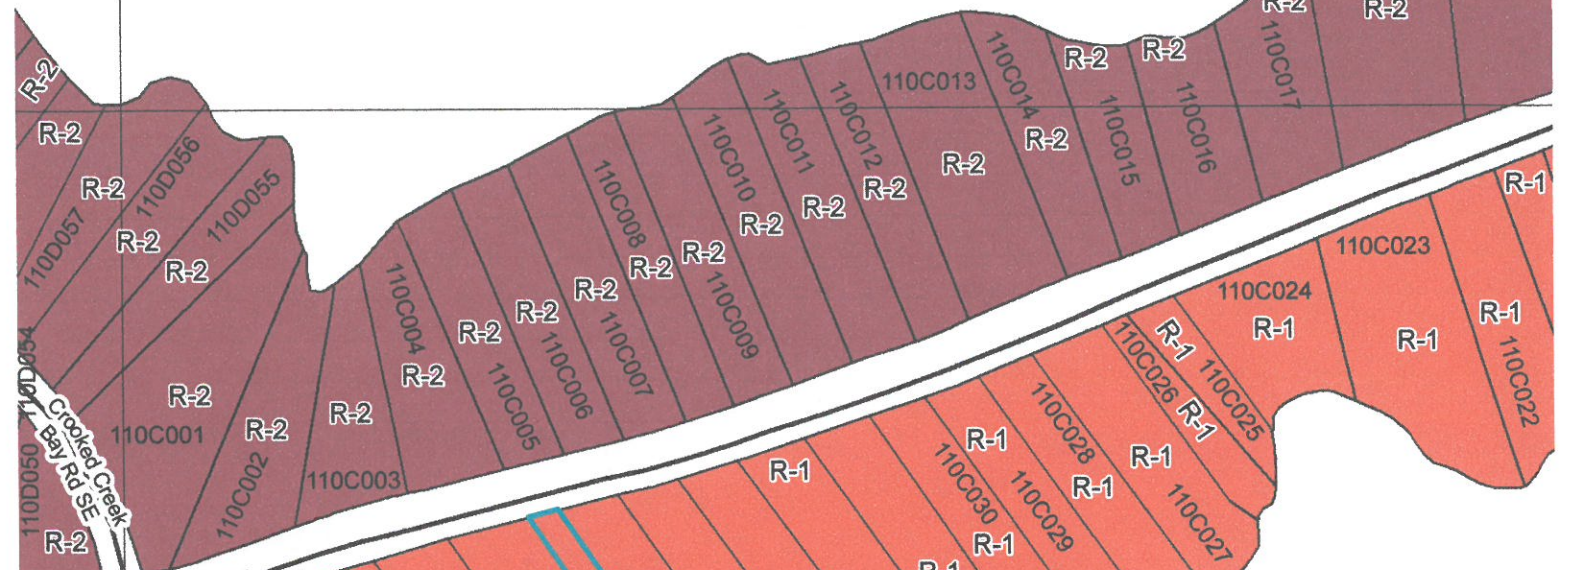 R-2
R-2
R-2
R-2
110C013
110C014
R-2
R-2
110C017
110C011
110C012
R-2
110C015
110C016
R-2
110D056
110C010
R-2
R-2
R-2
110D055
110C008
R-2
R-2
R-1
110D057
R-2
R-2
R-2
R-2
110C023
110C004
R-2
110C009
110C024
R-1
R-1
R-1
110D054
R-2
R-2
110C007
110C006
R-1
110C026
110C025
110C022
R-2
R-2
110C005
R-1
110C001
R-2
R-2
110C028
R-1
R-1
Crooked Creek
Bay Rd SE
110D050
110C002
110C003
R-1
R-1
110C030
110C029
110C027
R-2
R-1
R-1